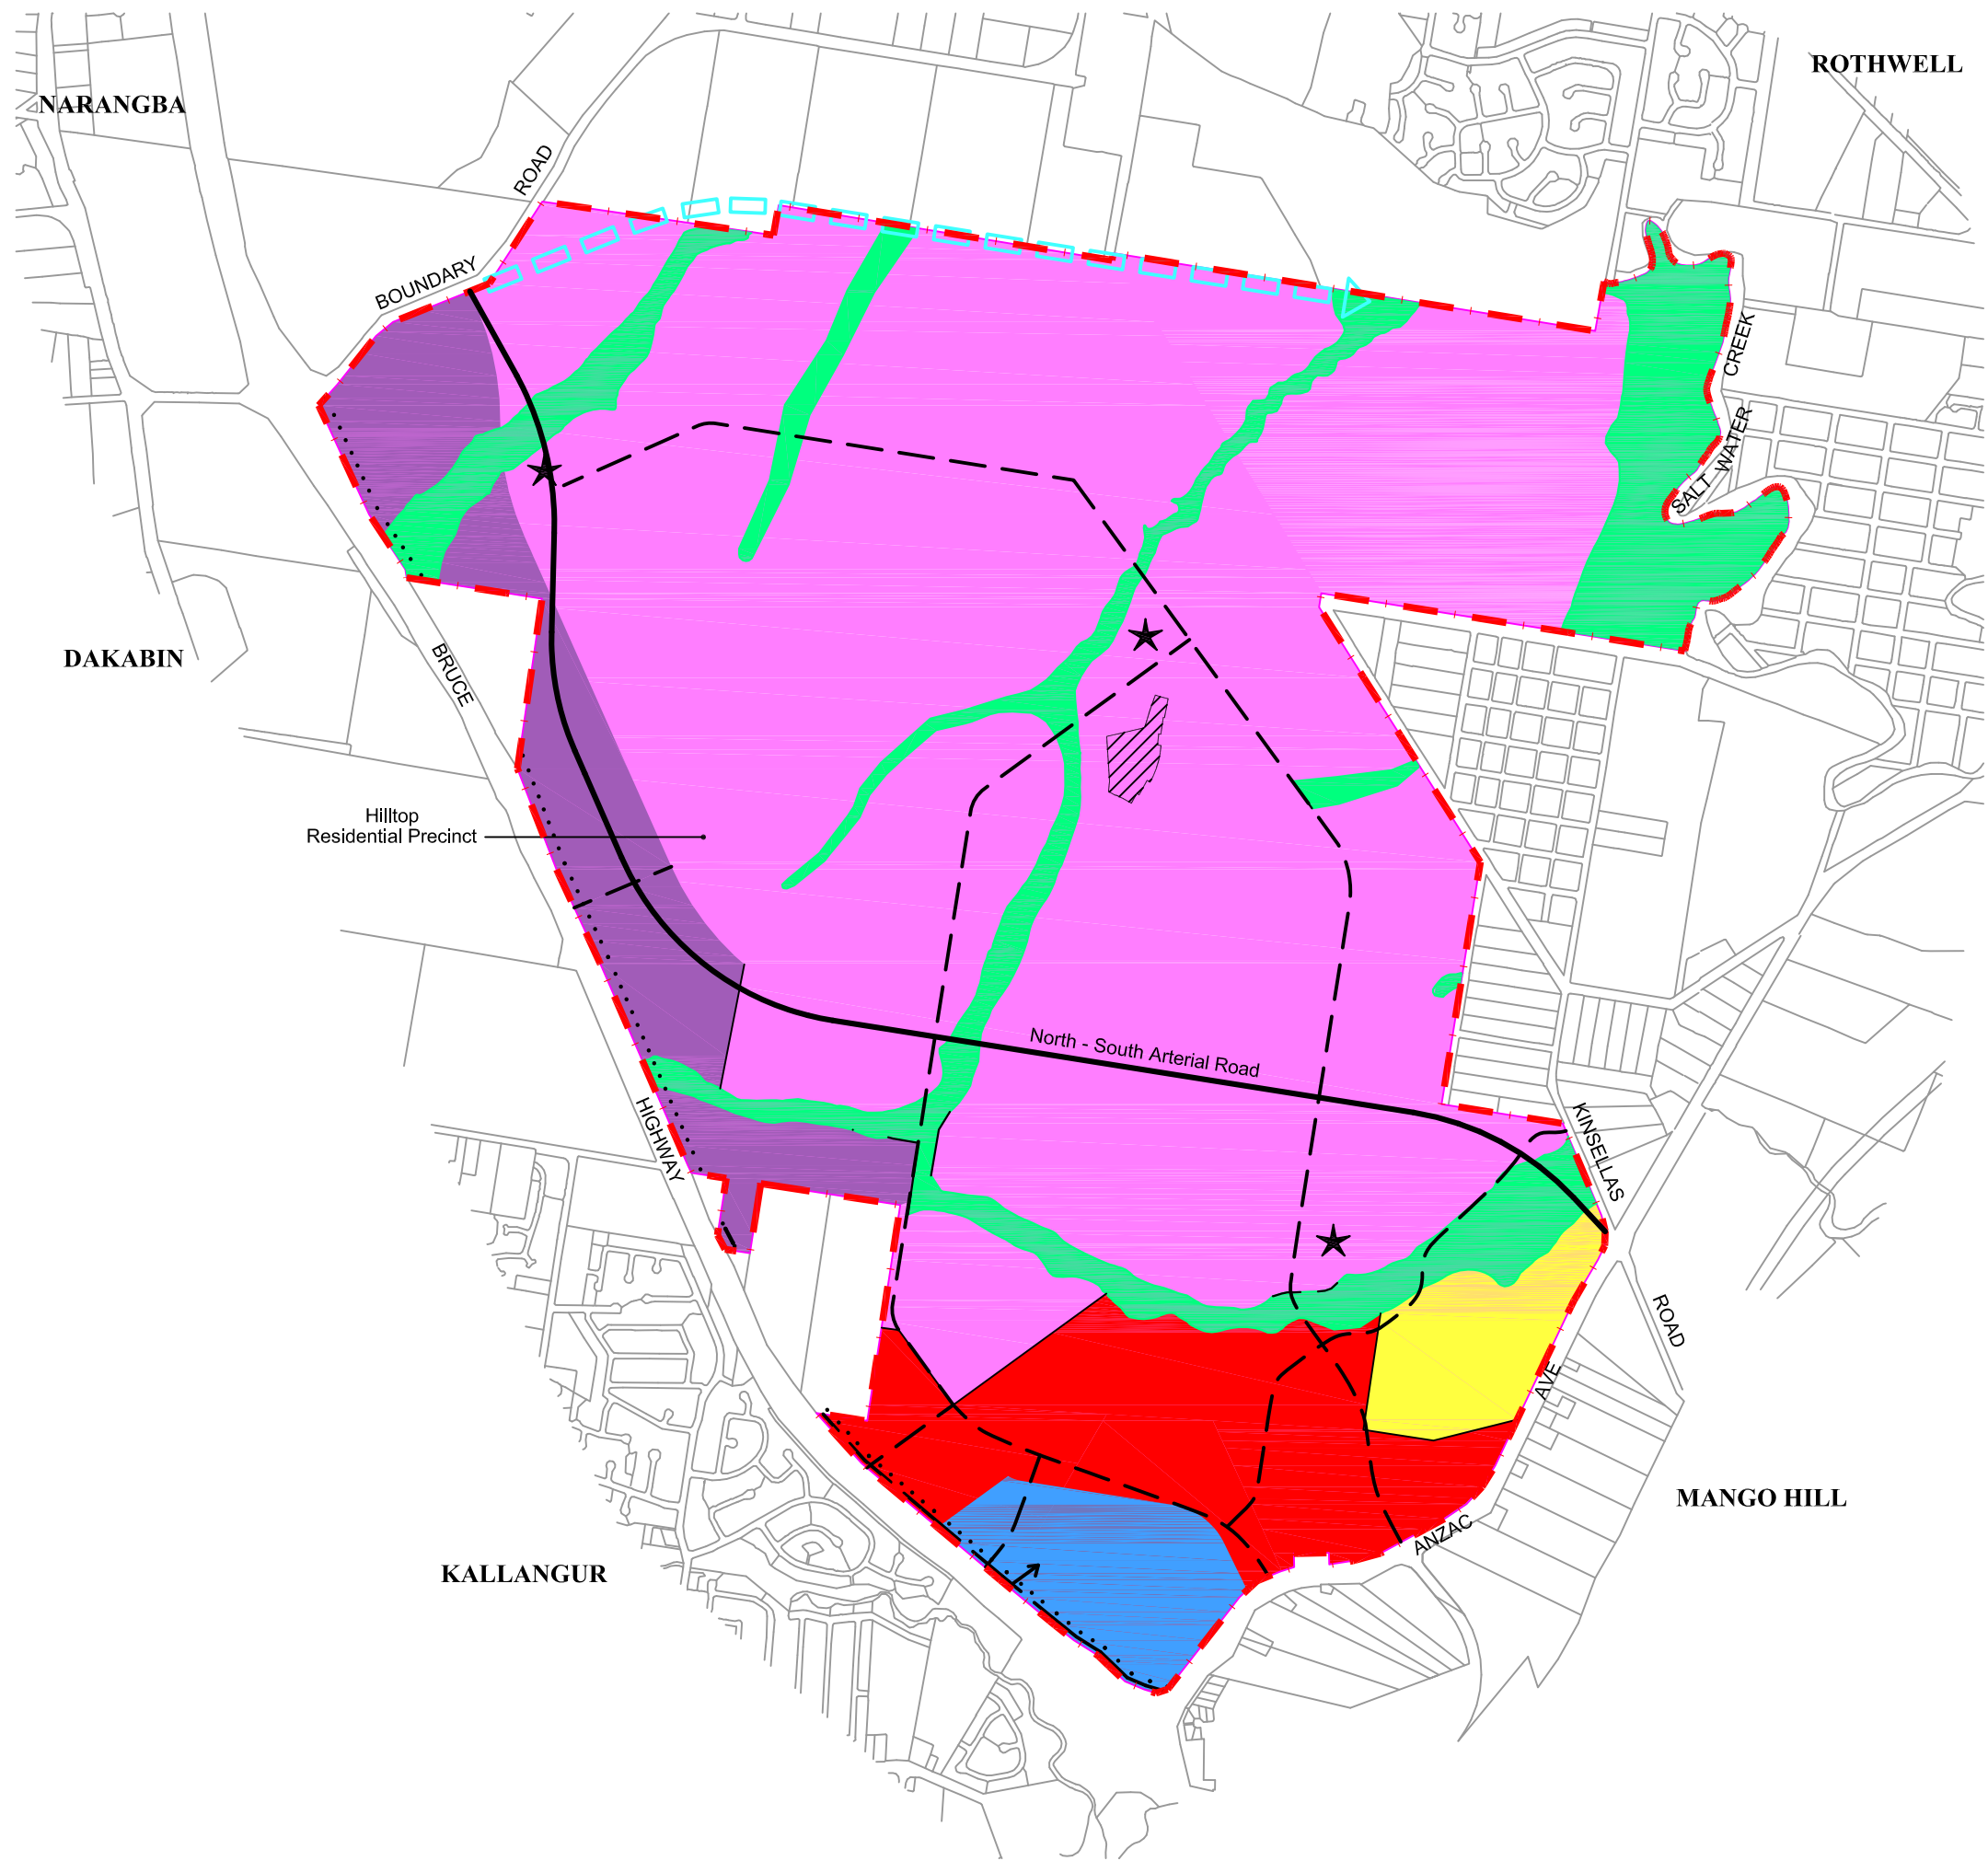 ROTHWELL
NARANGBA
ROAD
BOUNDARY
CREEK
SALT WATER
DAKABIN
BRUCE
Hilltop
Residential Precinct
North - South Arterial Road
HIGHWAY
KINSELLAS
ROAD
AVE
ANZAC
MANGO HILL
KALLANGUR